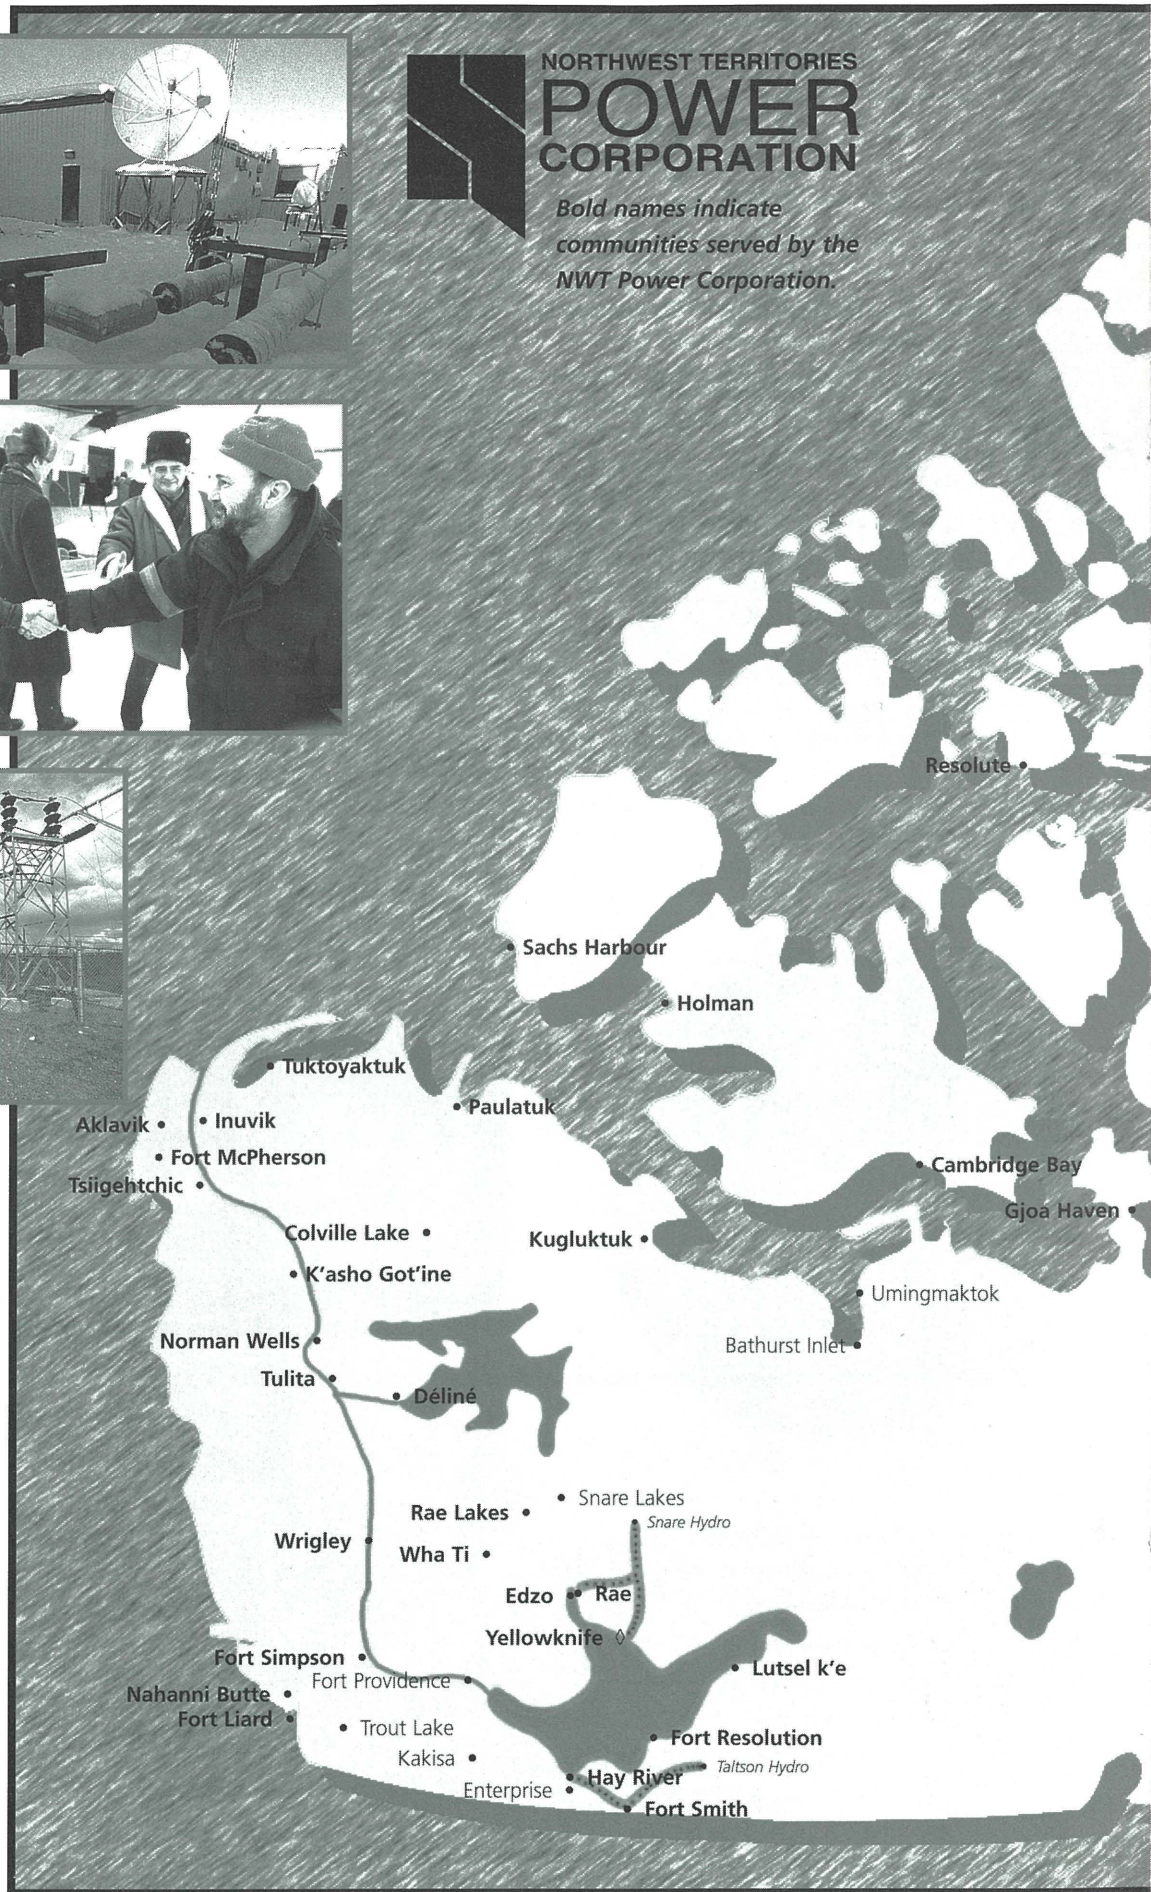 NORTHWEST TERRITORIES
POWER
CORPORATION
Bold names indicate
communities served by the
NWT Power Corporation.
Resolute
Sachs Harbour
Holman
Tuktoyaktuk
Paulatuk
Aklavik
Inuvik
Fort McPherson
Tsiigehtchic
Cambridge Bay
Gjoa Haven
Colville Lake
Kugluktuk
K'asho Got'ine
Umingmaktok
Norman Wells
Bathurst Inlet
Tulita
Déliné
Snare Lakes
Rae Lakes
Snare Hydro
Wrigley
Wha Ti
Edzo
Rae
Yellowknife
Fort Simpson
Lutsel k'e
Fort Providence
Nahanni Butte
Fort Liard
Trout Lake
Fort Resolution
Kakisa
Taltson Hydro
Hay River
Enterprise
Fort Smith